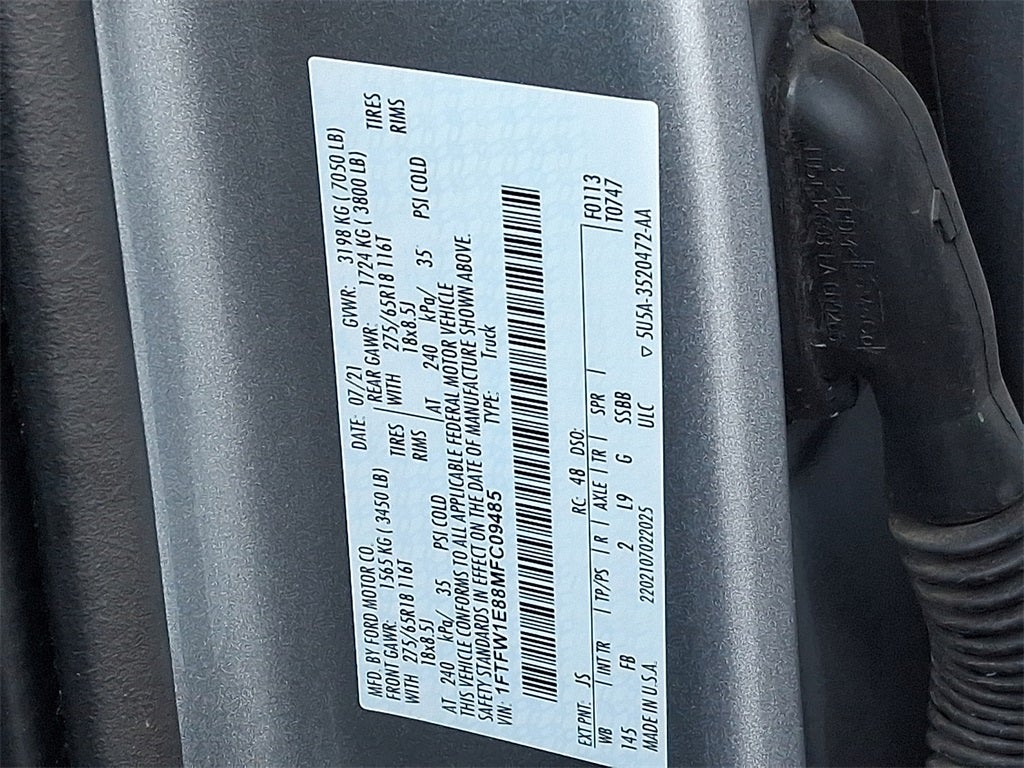 MFD. BY FORD MOTOR CO. DATE: 07/21 GVWR: 3198 KG ( 7050 LB)
FRONT GAWR: 1565 KG ( 3450 LB) REAR GAWR: 1724 KG ( 3800 LB)
WITH 275/65R18 116T TIRES WITH 275/65R18 116T TIRES
18x8.5J RIMS 18x8.5J RIMS
AT 240 kPa/ 35 PSI COLD AT 240 kPa/ 35 PSI COLD
THIS VEHICLE CONFORMS TO ALL APPLICABLE FEDERAL MOTOR VEHICLE
SAFETY STANDARDS IN EFFECT ON THE DATE OF MANUFACTURE SHOWN ABOVE.
VIN: 1FTFW1E88MFC09485 TYPE: Truck
EXT PNT: JS RC: 48 DSO: F0113
WB INT TR TP/PS R AXLE TR SPR T0747
145 FB 2 L9 G SSBB
MADE IN U.S.A. 2202107022025 ULC ▽ 5U5A-3520472-AA